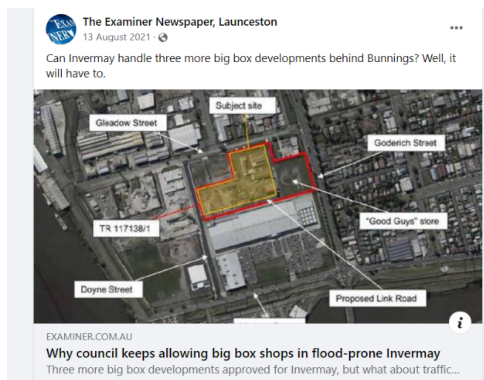 The Examiner Newspaper, Launceston
13 August 2021 ·
Can Invermay handle three more big box developments behind Bunnings? Well, it
will have to.
Subject site
Gleadow Street
Goderich Street
TR 117138/1
"Good Guys" store
Doyne Street
Proposed Link Road
EXAMINER.COM.AU
Why council keeps allowing big box shops in flood-prone Invermay
Three more big box developments approved for Invermay, but what about traffic...